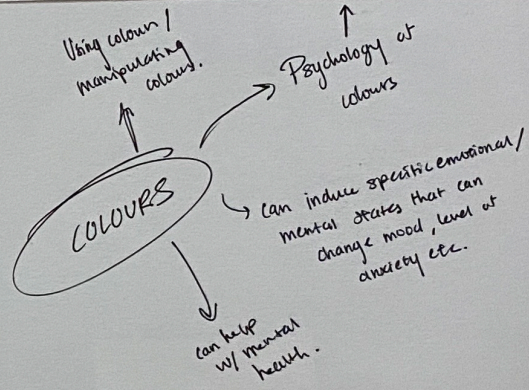 Using colour/
manipulating
colours.
Psychology of
colours
COLOURS
can induce specific emotional/
mental states that can
change mood, level of
anxiety etc.
can help
w/ mental
health.